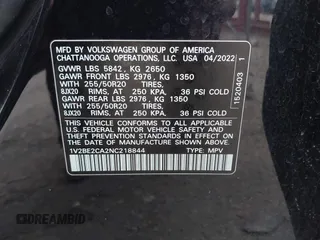 MFD BY VOLKSWAGEN GROUP OF AMERICA
CHATTANOOGA OPERATIONS, LLC. USA 04/2022
GVWR LBS 5842 , KG 2650
GAWR FRONT LBS 2976 , KG 1350
WITH 255/50R20 TIRES,
8JX20 RIMS, AT 250 KPA, 36 PSI COLD
GAWR REAR LBS 2976 , KG 1350
WITH 255/50R20 TIRES,
8JX20 RIMS, AT 250 KPA, 36 PSI COLD
THIS VEHICLE CONFORMS TO ALL APPLICABLE
U.S. FEDERAL MOTOR VEHICLE SAFETY
STANDARDS IN EFFECT ON THE DATE OF
MANUFACTURE SHOWN ABOVE.
1V2BE2CA2NC218844 TYPE: MPV
1520403 1
© DEALERSHIP AUCTION